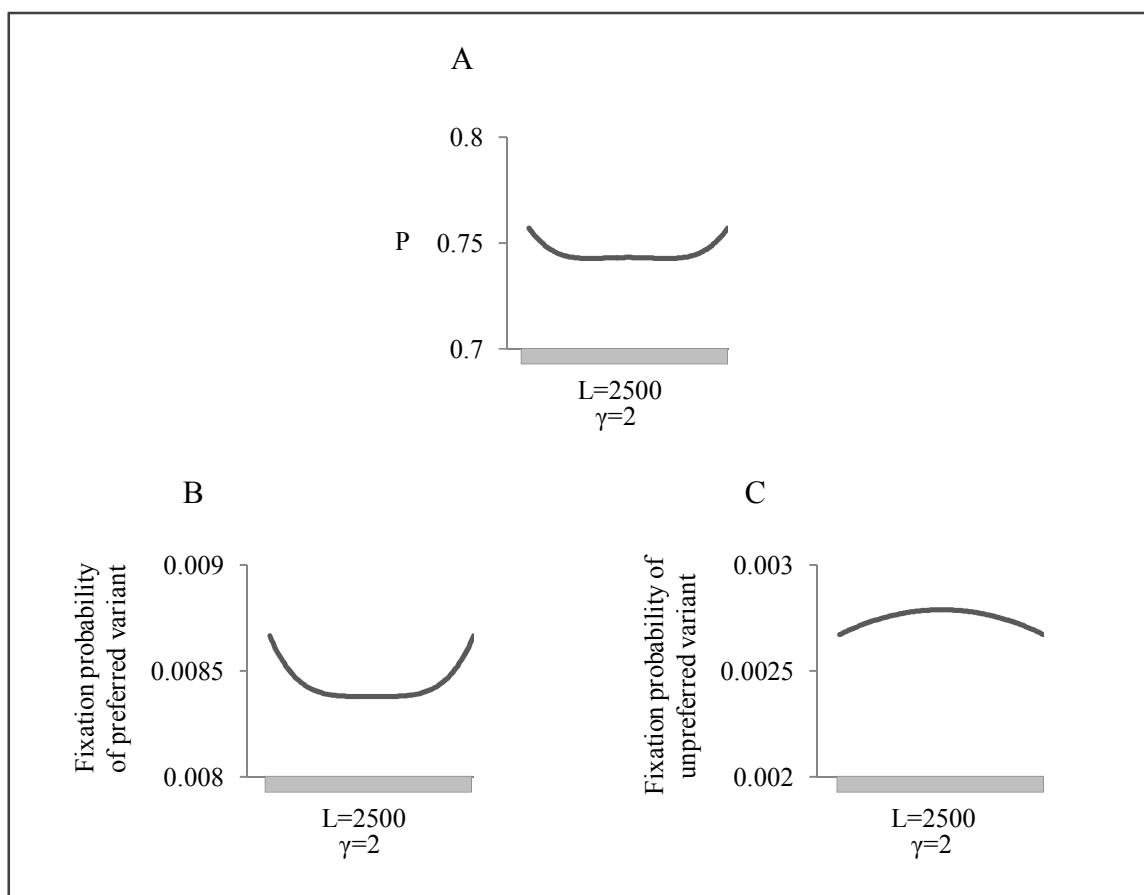 A
0.8
P
0.75
0.7
L=2500
γ=2
B
Fixation probability
of preferred variant
0.009
0.0085
0.008
L=2500
γ=2
C
Fixation probability of
unpreferred variant
0.003
0.0025
0.002
L=2500
γ=2